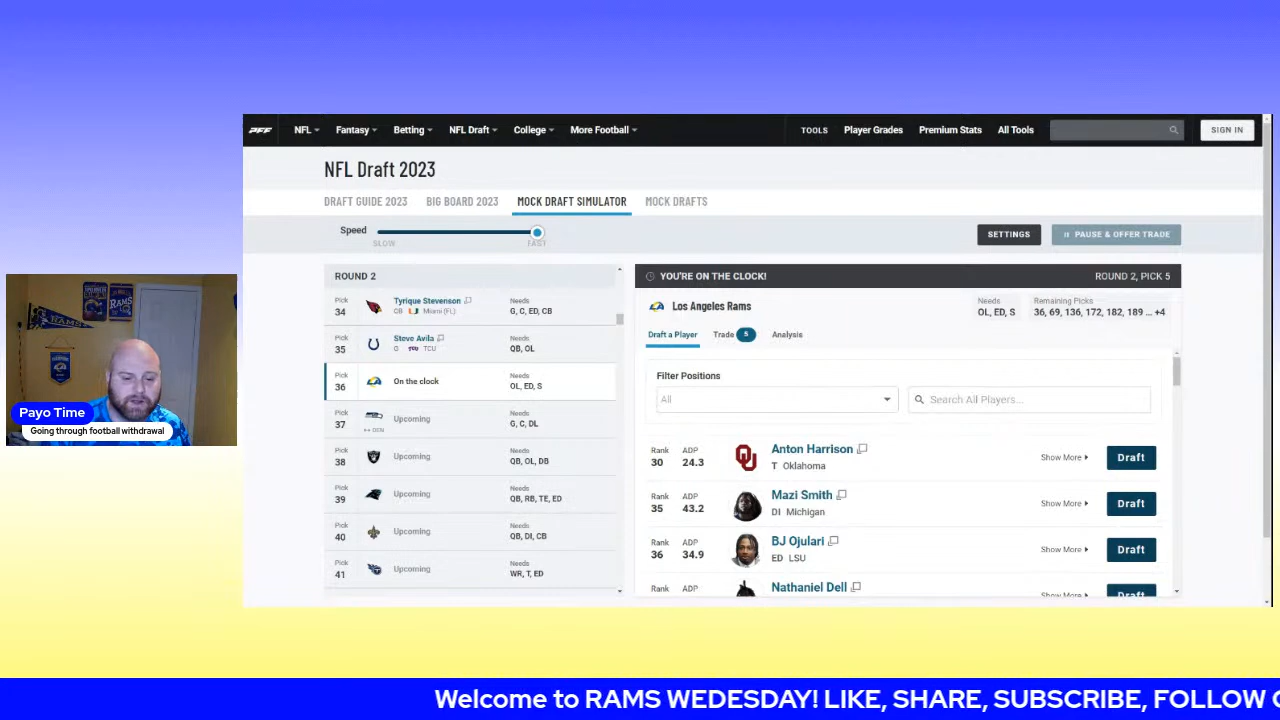 PFF NFL Fantasy Betting NFL Draft College More Football TOOLS Player Grades Premium Stats All Tools SIGN IN
NFL Draft 2023
DRAFT GUIDE 2023 BIG BOARD 2023 MOCK DRAFT SIMULATOR MOCK DRAFTS
Speed
SLOW FAST
SETTINGS PAUSE & OFFER TRADE
ROUND 2
Pick 34 Tyrique Stevenson Needs
CB Miami (FL) G, C, ED, CB
Pick 35 Steve Avila Needs
G TCU QB, OL
Pick 36 On the clock Needs
OL, ED, S
Pick 37 Upcoming Needs
DEN G, C, DL
Pick 38 Upcoming Needs
QB, OL, DB
Pick 39 Upcoming Needs
QB, RB, TE, ED
Pick 40 Upcoming Needs
QB, DI, CB
Pick 41 Upcoming Needs
WR, T, ED
YOU'RE ON THE CLOCK! ROUND 2, PICK 5
Los Angeles Rams
Needs
OL, ED, S
Remaining Picks
36, 69, 136, 172, 182, 189 ... +4
Draft a Player Trade 5 Analysis
Filter Positions
All Search All Players...
Rank 30 ADP 24.3 Anton Harrison Show More Draft
T Oklahoma
Rank 35 ADP 43.2 Mazi Smith Show More Draft
DI Michigan
Rank 36 ADP 34.9 BJ Ojulari Show More Draft
ED LSU
Rank ADP Nathaniel Dell Show More Draft
RAMS
RAMS
Payo Time
Going through football withdrawal
Welcome to RAMS WEDESDAY! LIKE, SHARE, SUBSCRIBE, FOLLOW